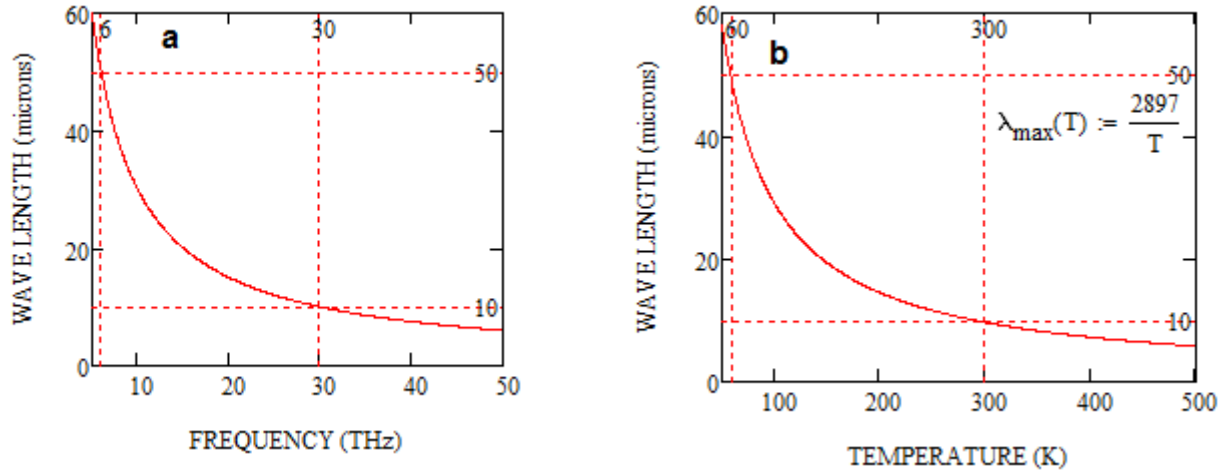 60 6 a 30
50
40
20
10
0
10 20 30 40 50
WAVE LENGTH (microns)
FREQUENCY (THz)
60 60 b 300
50
40
20
10
0
100 200 300 400 500
WAVE LENGTH (microns)
TEMPERATURE (K)
λmax(T) := 2897
T